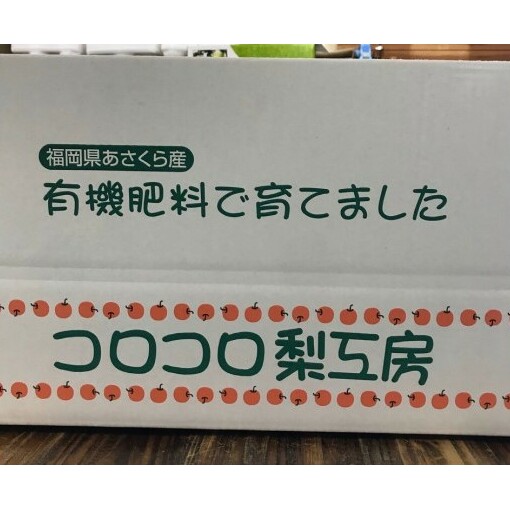 福岡県あさくら産
有機肥料で育てました
コロコロ梨工房